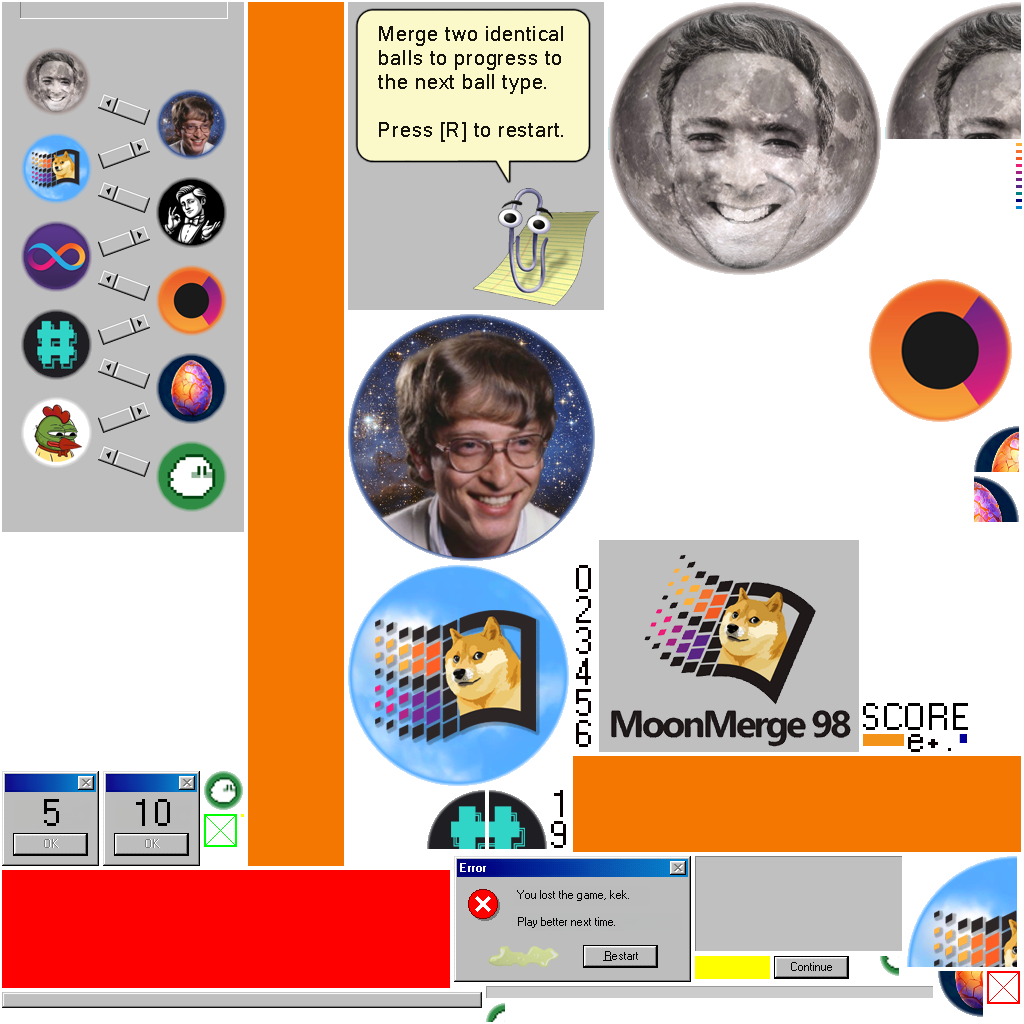 Merge two identical
balls to progress to
the next ball type.
Press [R] to restart.
0
2
3
4
5
6
MoonMerge 98
SCORE
e+.
1
9
5
OK
10
OK
Error
You lost the game, kek.
Play better next time.
Restart
Continue